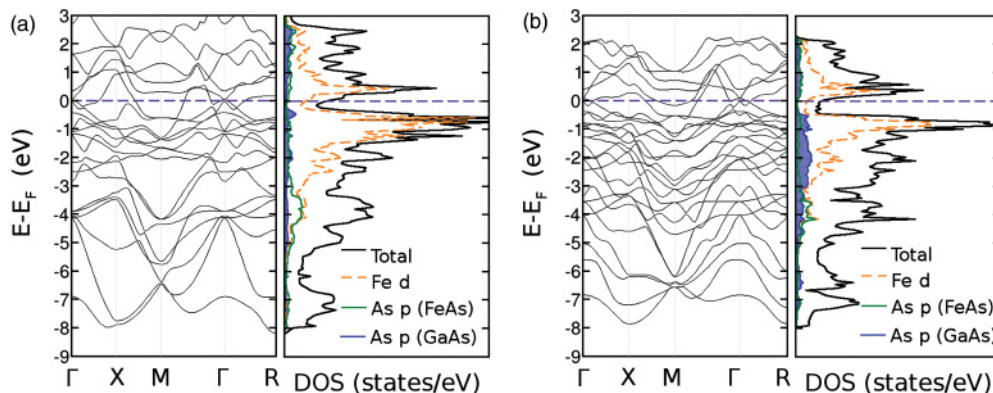 (a)
3
2
1
0
-1
-2
-3
-4
-5
-6
-7
-8
-9
E-E_F (eV)
Γ X M Γ R
Total
Fe d
As p (FeAs)
As p (GaAs)
DOS (states/eV)
(b)
3
2
1
0
-1
-2
-3
-4
-5
-6
-7
-8
-9
E-E_F (eV)
Γ X M Γ R
Total
Fe d
As p (FeAs)
As p (GaAs)
DOS (states/eV)